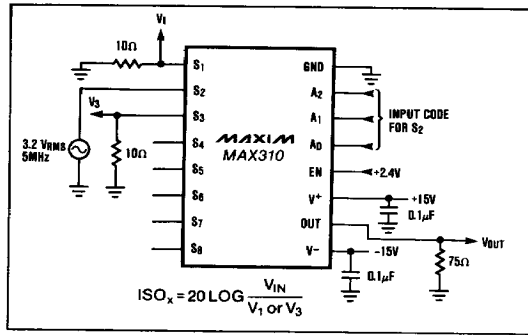 V1
10Ω
S1
S2
V3
S3
3.2 VRMS
5MHz
10Ω
S4
S5
S6
S7
S8
MAXIM
MAX310
GND
A2
A1
A0
INPUT CODE
FOR S2
EN
+2.4V
V+
+15V
0.1μF
OUT
VOUT
V−
−15V
0.1μF
75Ω
ISOx = 20 LOG VIN
V1 or V3